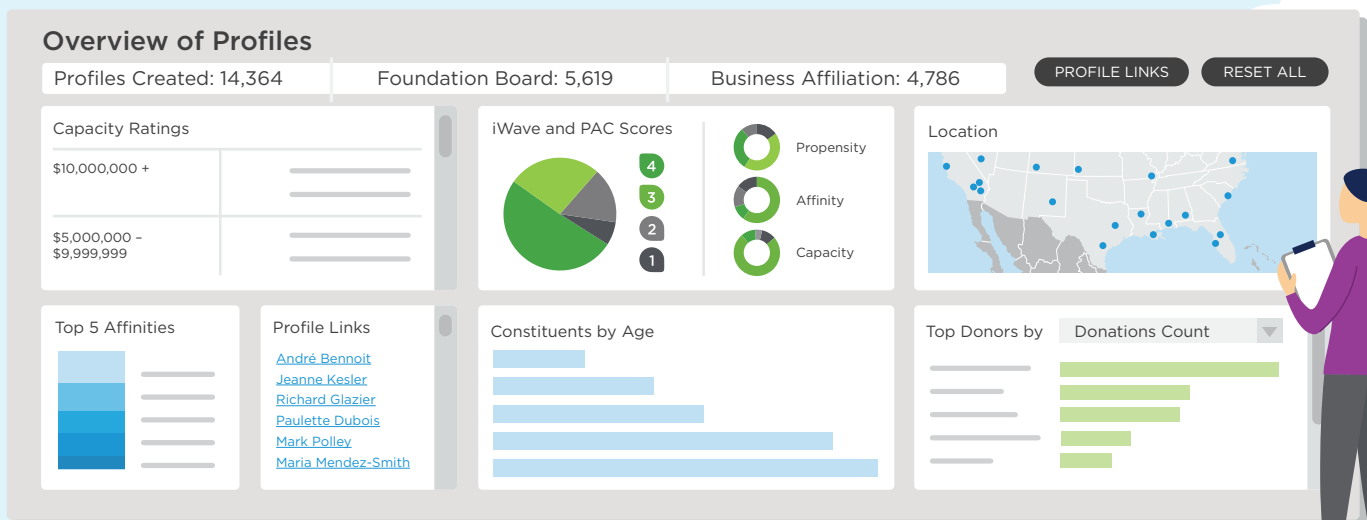 Overview of Profiles
Profiles Created: 14,364
Foundation Board: 5,619
Business Affiliation: 4,786
PROFILE LINKS
RESET ALL
Capacity Ratings
$10,000,000 +
$5,000,000 –
$9,999,999
iWave and PAC Scores
4
3
2
1
Propensity
Affinity
Capacity
Location
Top 5 Affinities
Profile Links
André Bennoit
Jeanne Kesler
Richard Glazier
Paulette Dubois
Mark Polley
Maria Mendez-Smith
Constituents by Age
Top Donors by
Donations Count